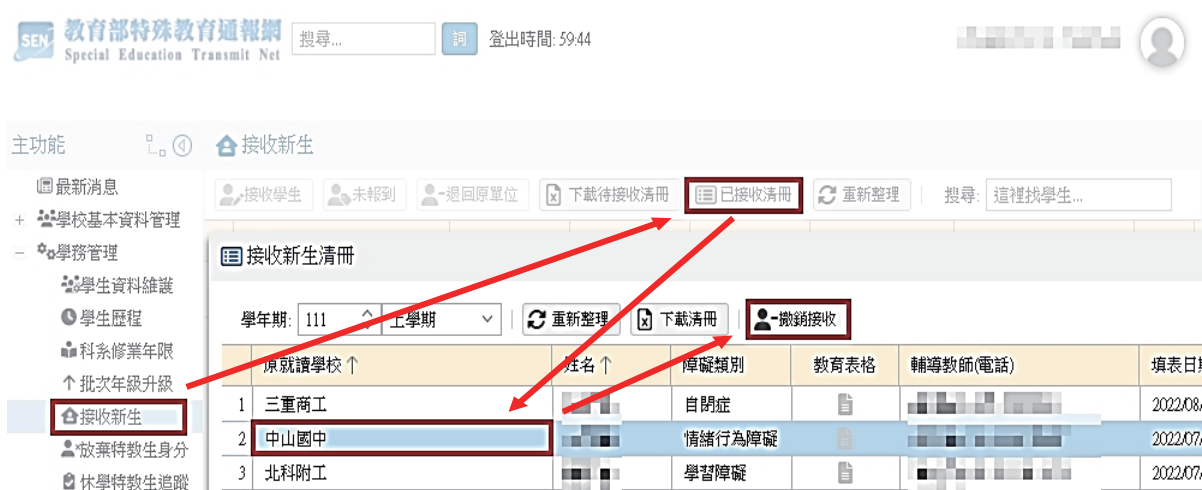 SEN 教育部特殊教育通報網
Special Education Transmit Net
搜尋... 詞 登出時間: 59:44
主功能
接收新生
最新消息
接收學生 未報到 退回原單位 下載待接收清冊 已接收清冊 重新整理 搜尋: 這裡找學生...
+ 學校基本資料管理
- 學務管理
接收新生清冊
學生資料維護
學生歷程
學年期: 111 上學期 重新整理 下載清冊 撤銷接收
科系修業年限
原就讀學校↑ 姓名↑ 障礙類別 教育表格 輔導教師(電話) 填表日期
批次年級升級
1 三重商工 自閉症 2022/08/
接收新生
2 中山國中 情緒行為障礙 2022/07/
放棄特教生身分
3 北科附工 學習障礙 2022/07/
休學特教生追蹤